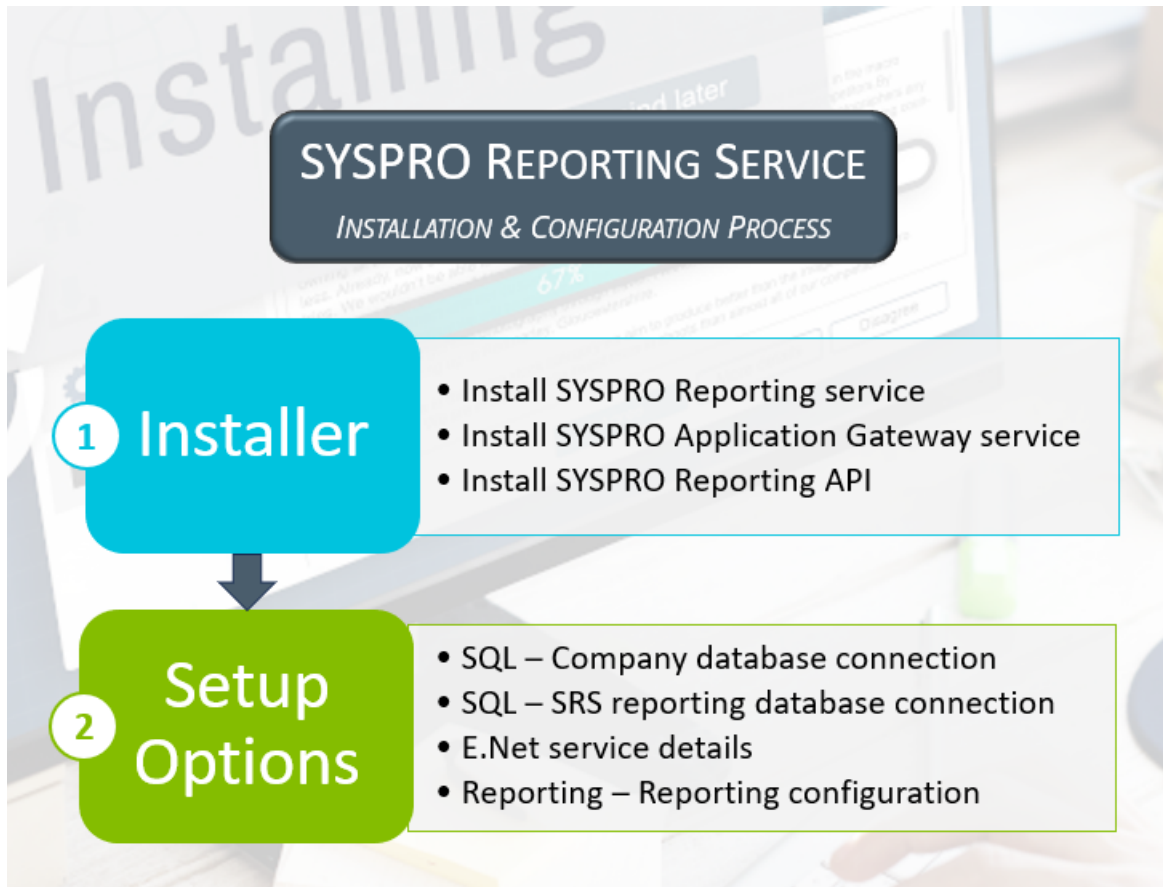 Installing
ind later
SYSPRO REPORTING SERVICE
INSTALLATION & CONFIGURATION PROCESS
67%
Disagree
1
Installer
• Install SYSPRO Reporting service
• Install SYSPRO Application Gateway service
• Install SYSPRO Reporting API
2
Setup
Options
• SQL – Company database connection
• SQL – SRS reporting database connection
• E.Net service details
• Reporting – Reporting configuration